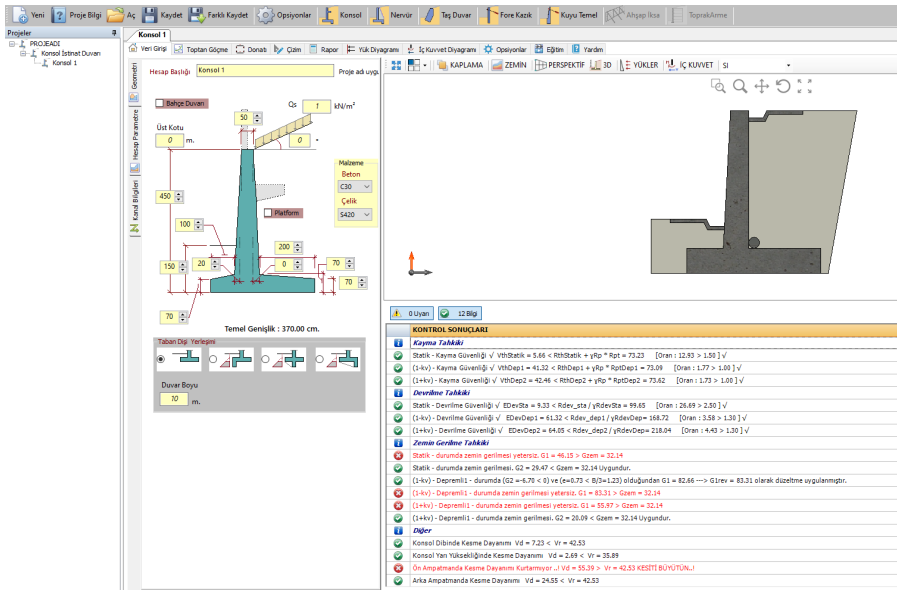 Yeni Proje Bilgi Aç Kaydet Farklı Kaydet Opsiyonlar Konsol Nervür Taş Duvar Fore Kazık Kuyu Temel Ahşap İksa ToprakArme
Projeler
PROJEADI
Konsol İstinat Duvarı
Konsol 1
Konsol 1
Veri Girişi Toptan Göçme Donatı Çizim Rapor Yük Diyagramı İç Kuvvet Diyagramı Opsiyonlar Eğitim Yardım
Geometri
Hesap Parametre
Kanal Bilgileri
Hesap Başlığı Konsol 1 Proje adı uygu
Bahçe Duvarı
Qs 1 kN/m²
50
Üst Kotu
0 m.
0 °
Malzeme
Beton
C30
Çelik
S420
450
Platform
100
200
150 20 0 70
70
70
Temel Genişlik : 370.00 cm.
Taban Dişi Yerleşimi
Duvar Boyu
10 m.
KAPLAMA ZEMİN PERSPEKTİF 3D YÜKLER İÇ KUVVET SI
0 Uyarı 12 Bilgi
KONTROL SONUÇLARI
Kayma Tahkiki
Statik - Kayma Güvenliği √ VthStatik = 5.66 < RthStatik + γRp * Rpt = 73.23 [Oran : 12.93 > 1.50 ] √
(1-kv) - Kayma Güvenliği √ VthDep1 = 41.32 < RthDep1 + γRp * RptDep1 = 73.09 [Oran : 1.77 > 1.00 ] √
(1+kv) - Kayma Güvenliği √ VthDep2 = 42.46 < RthDep2 + γRp * RptDep2 = 73.62 [Oran : 1.73 > 1.00 ] √
Devrilme Tahkiki
Statik - Devrilme Güvenliği √ EDevSta = 9.33 < Rdev_sta / γRdevSta = 99.65 [Oran : 26.69 > 2.50 ] √
(1-kv) - Devrilme Güvenliği √ EDevDep1 = 61.32 < Rdev_dep1 / γRdevDep= 168.72 [Oran : 3.58 > 1.30 ] √
(1+kv) - Devrilme Güvenliği √ EDevDep2 = 64.05 < Rdev_dep2 / γRdevDep= 218.04 [Oran : 4.43 > 1.30 ] √
Zemin Gerilme Tahkiki
Statik - durumda zemin gerilmesi yetersiz. G1 = 46.15 > Gzem = 32.14
Statik - durumda zemin gerilmesi. G2 = 29.47 < Gzem = 32.14 Uygundur.
(1-kv) - Depremli1 - durumda (G2 =-6.70 < 0) ve (e=0.73 < B/3=1.23) olduğundan G1 = 82.66 ---> G1rev = 83.31 olarak düzeltme uygulanmıştır.
(1-kv) - Depremli1 - durumda zemin gerilmesi yetersiz. G1 = 83.31 > Gzem = 32.14
(1+kv) - Depremli1 - durumda zemin gerilmesi yetersiz. G1 = 55.97 > Gzem = 32.14
(1+kv) - Depremli1 - durumda zemin gerilmesi. G2 = 20.09 < Gzem = 32.14 Uygundur.
Diğer
Konsol Dibinde Kesme Dayanımı Vd = 7.23 < Vr = 42.53
Konsol Yarı Yüksekliğinde Kesme Dayanımı Vd = 2.69 < Vr = 35.89
Ön Ampatmanda Kesme Dayanımı Kurtarmıyor ..! Vd = 55.39 > Vr = 42.53 KESİTİ BÜYÜTÜN..!
Arka Ampatmanda Kesme Dayanımı Vd = 24.55 < Vr = 42.53